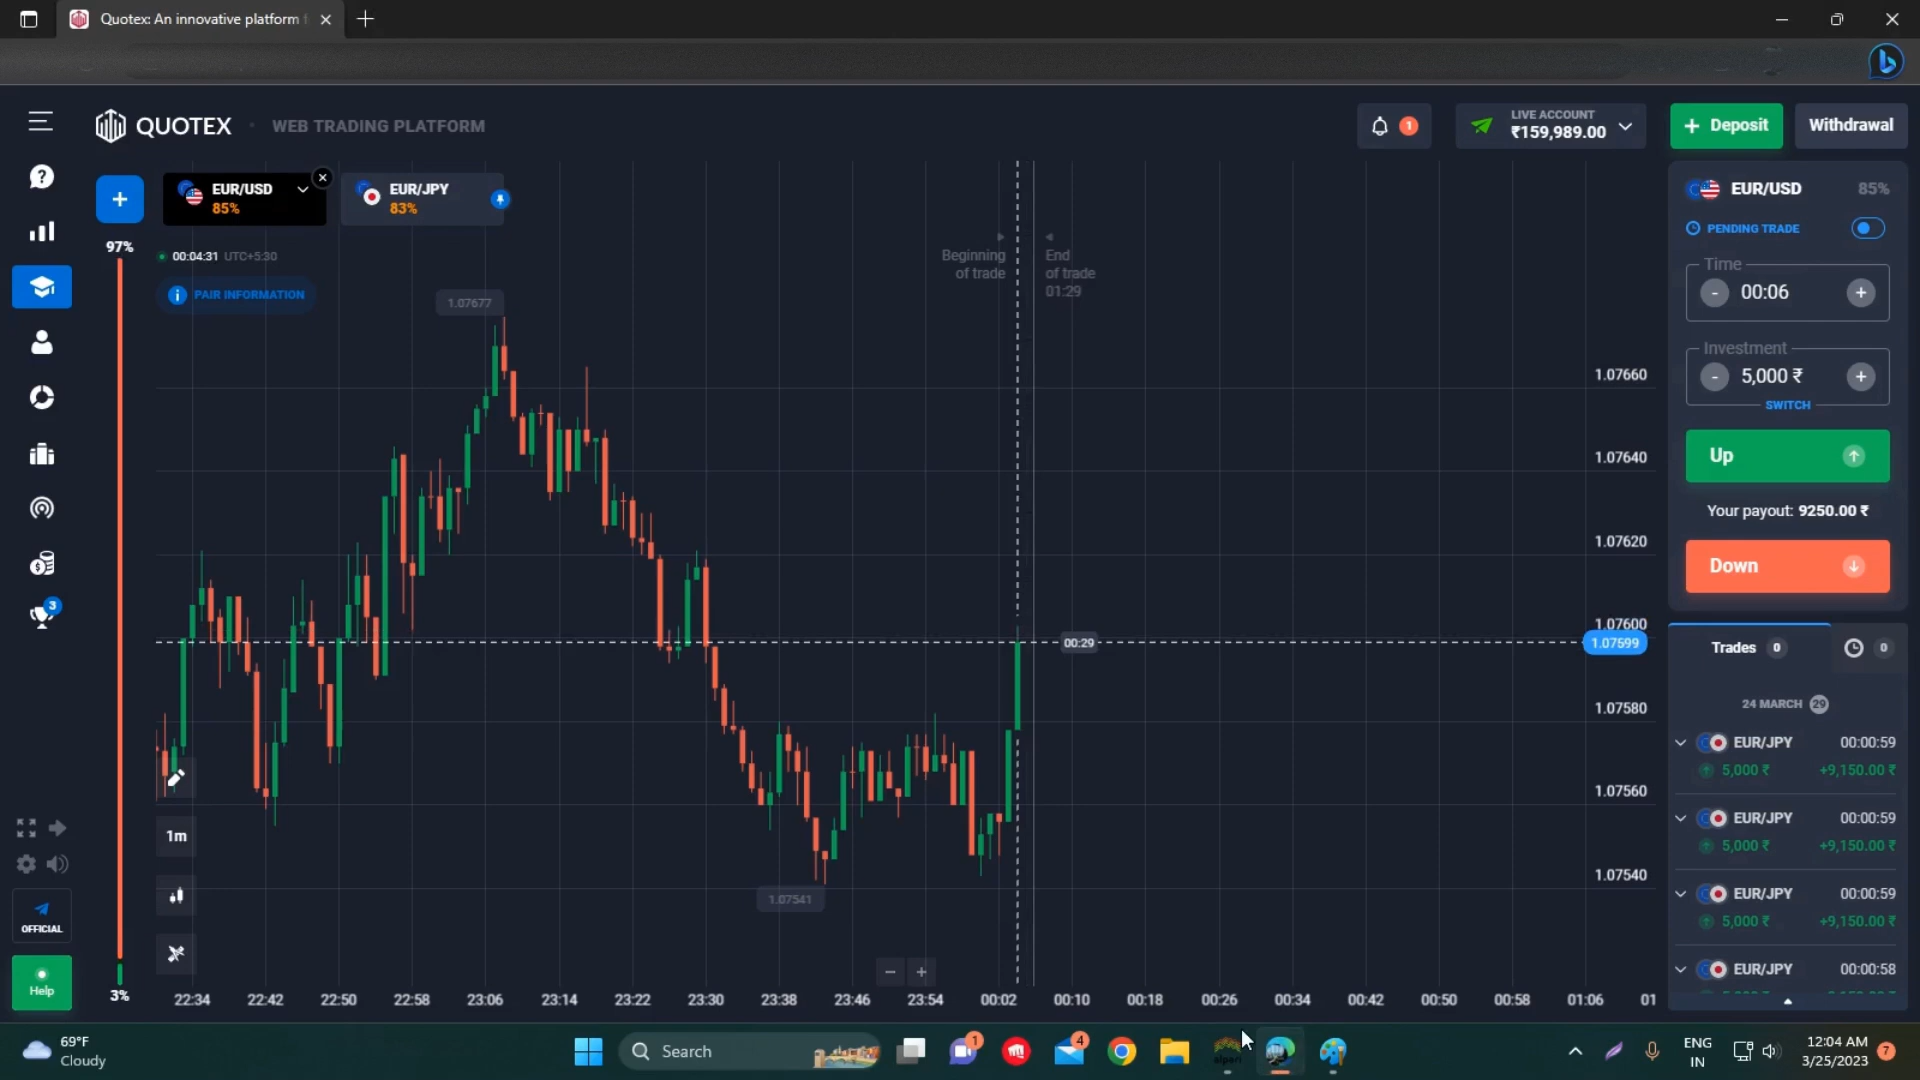 Quotex: An innovative platform f
QUOTEX
WEB TRADING PLATFORM
1
LIVE ACCOUNT
₹159,989.00
+ Deposit
Withdrawal
EUR/USD
85%
EUR/JPY
83%
97%
00:04:31 UTC+5:30
PAIR INFORMATION
1.07677
Beginning
of trade
End
of trade
01:29
1.07660
1.07640
1.07620
1.07600
1.07599
00:29
1.07580
1.07560
1.07540
1.07541
1m
3
OFFICIAL
Help
3%
22:34 22:42 22:50 22:58 23:06 23:14 23:22 23:30 23:38 23:46 23:54 00:02 00:10 00:18 00:26 00:34 00:42 00:50 00:58 01:06 01
EUR/USD 85%
PENDING TRADE
Time
- 00:06 +
Investment
- 5,000 ₹ +
SWITCH
Up
Your payout: 9250.00 ₹
Down
Trades 0 0
24 MARCH 29
EUR/JPY 00:00:59
5,000 ₹ +9,150.00 ₹
EUR/JPY 00:00:59
5,000 ₹ +9,150.00 ₹
EUR/JPY 00:00:59
5,000 ₹ +9,150.00 ₹
EUR/JPY 00:00:58
69°F
Cloudy
Search
1
4
ENG
IN
12:04 AM
3/25/2023
7